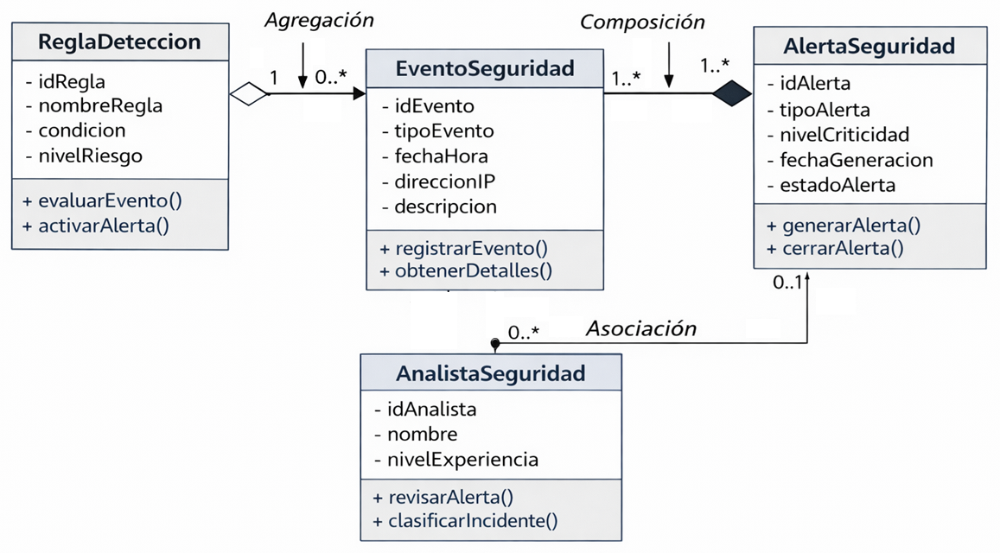 Agregación
1
0..*
Composición
1..*
1..*
ReglaDeteccion
- idRegla
- nombreRegla
- condicion
- nivelRiesgo
+ evaluarEvento()
+ activarAlerta()
EventoSeguridad
- idEvento
- tipoEvento
- fechaHora
- direccionIP
- descripcion
+ registrarEvento()
+ obtenerDetalles()
AlertaSeguridad
- idAlerta
- tipoAlerta
- nivelCriticidad
- fechaGeneracion
- estadoAlerta
+ generarAlerta()
+ cerrarAlerta()
0..1
0..*
Asociación
AnalistaSeguridad
- idAnalista
- nombre
- nivelExperiencia
+ revisarAlerta()
+ clasificarIncidente()